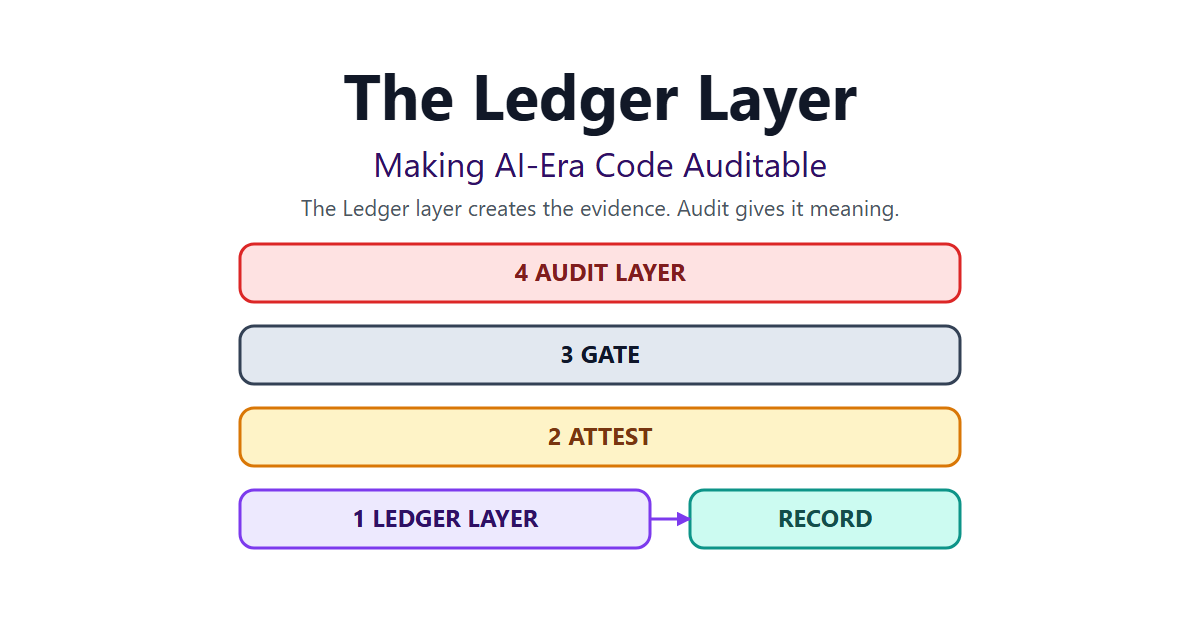 The Ledger Layer
Making AI-Era Code Auditable
The Ledger layer creates the evidence. Audit gives it meaning.
4 AUDIT LAYER
3 GATE
2 ATTEST
1 LEDGER LAYER
RECORD